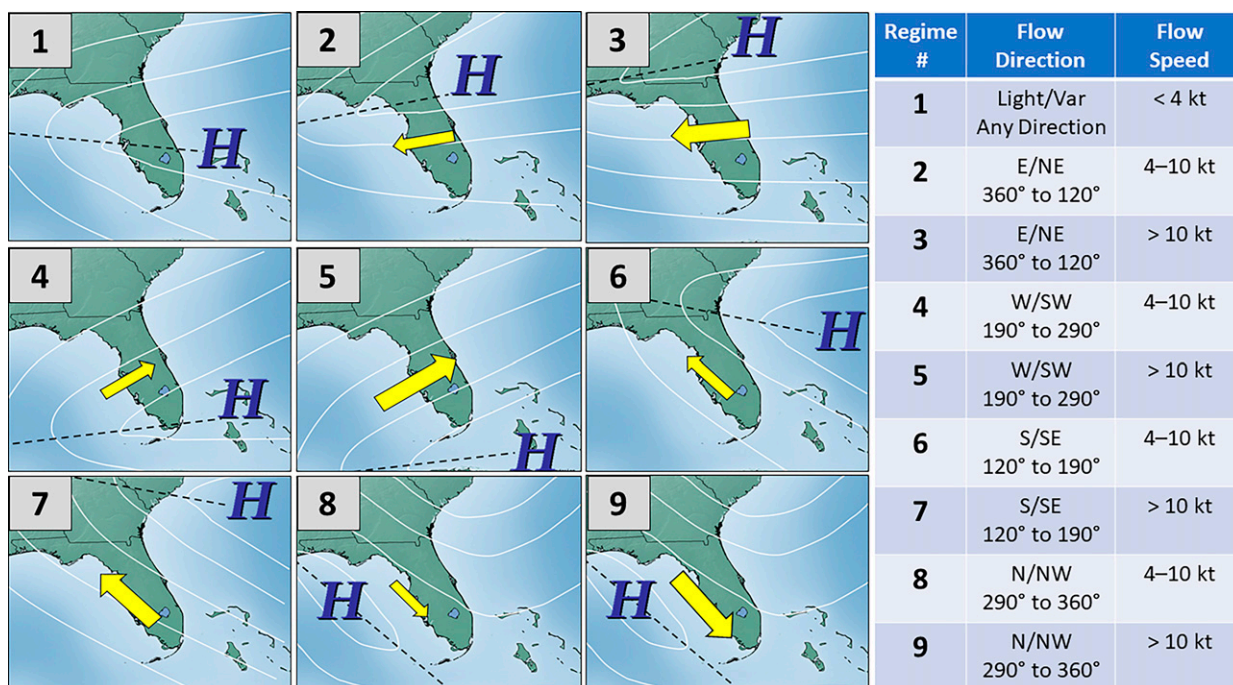 1
H
2
H
3
H
4
H
5
H
6
H
7
H
8
H
9
H
Regime # Flow Direction Flow Speed
1 Light/Var Any Direction < 4 kt
2 E/NE 360° to 120° 4–10 kt
3 E/NE 360° to 120° > 10 kt
4 W/SW 190° to 290° 4–10 kt
5 W/SW 190° to 290° > 10 kt
6 S/SE 120° to 190° 4–10 kt
7 S/SE 120° to 190° > 10 kt
8 N/NW 290° to 360° 4–10 kt
9 N/NW 290° to 360° > 10 kt